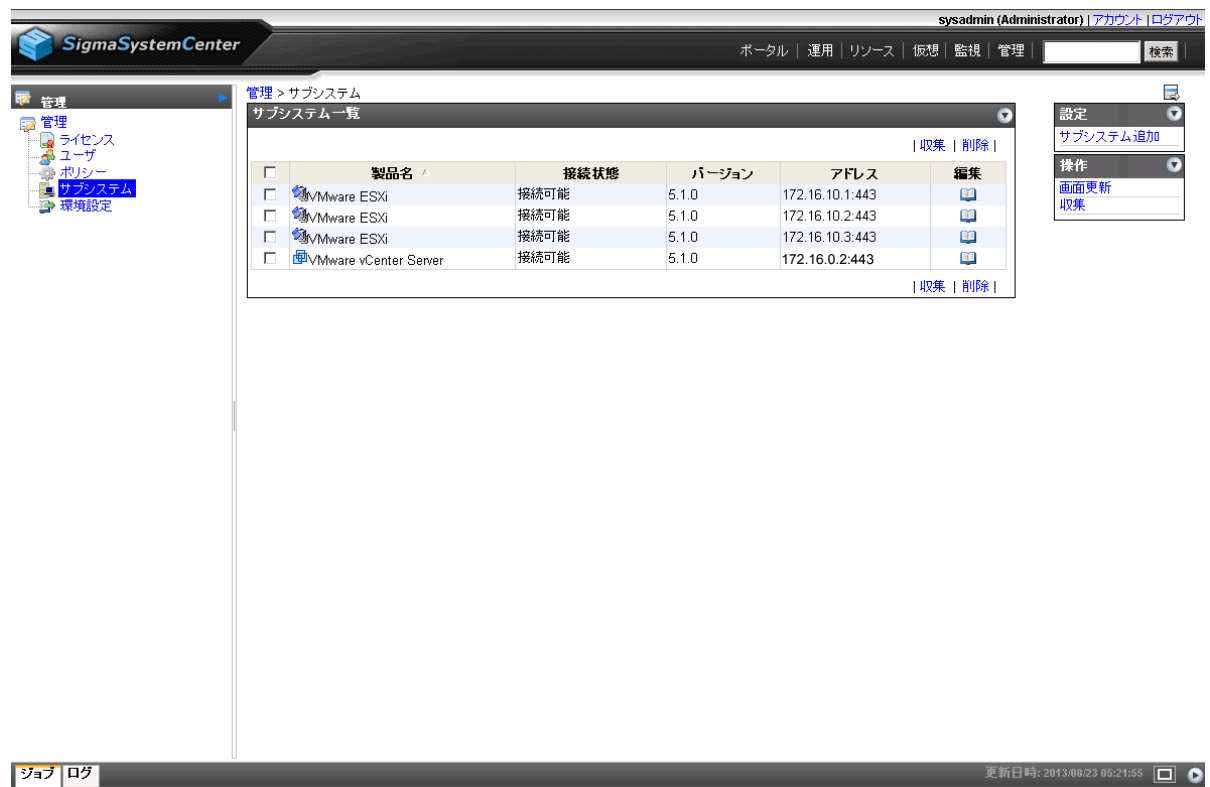 sysadmin (Administrator) | アカウント | ログアウト
SigmaSystemCenter
ポータル | 運用 | リソース | 仮想 | 監視 | 管理 | 検索 |
管理
管理
ライセンス
ユーザ
ポリシー
サブシステム
環境設定
管理 > サブシステム
サブシステム一覧
| 収集 | 削除 |
製品名 接続状態 バージョン アドレス 編集
VMware ESXi 接続可能 5.1.0 172.16.10.1:443
VMware ESXi 接続可能 5.1.0 172.16.10.2:443
VMware ESXi 接続可能 5.1.0 172.16.10.3:443
VMware vCenter Server 接続可能 5.1.0 172.16.0.2:443
| 収集 | 削除 |
設定
サブシステム追加
操作
画面更新
収集
ジョブ ログ
更新日時: 2013/08/23 05:21:55